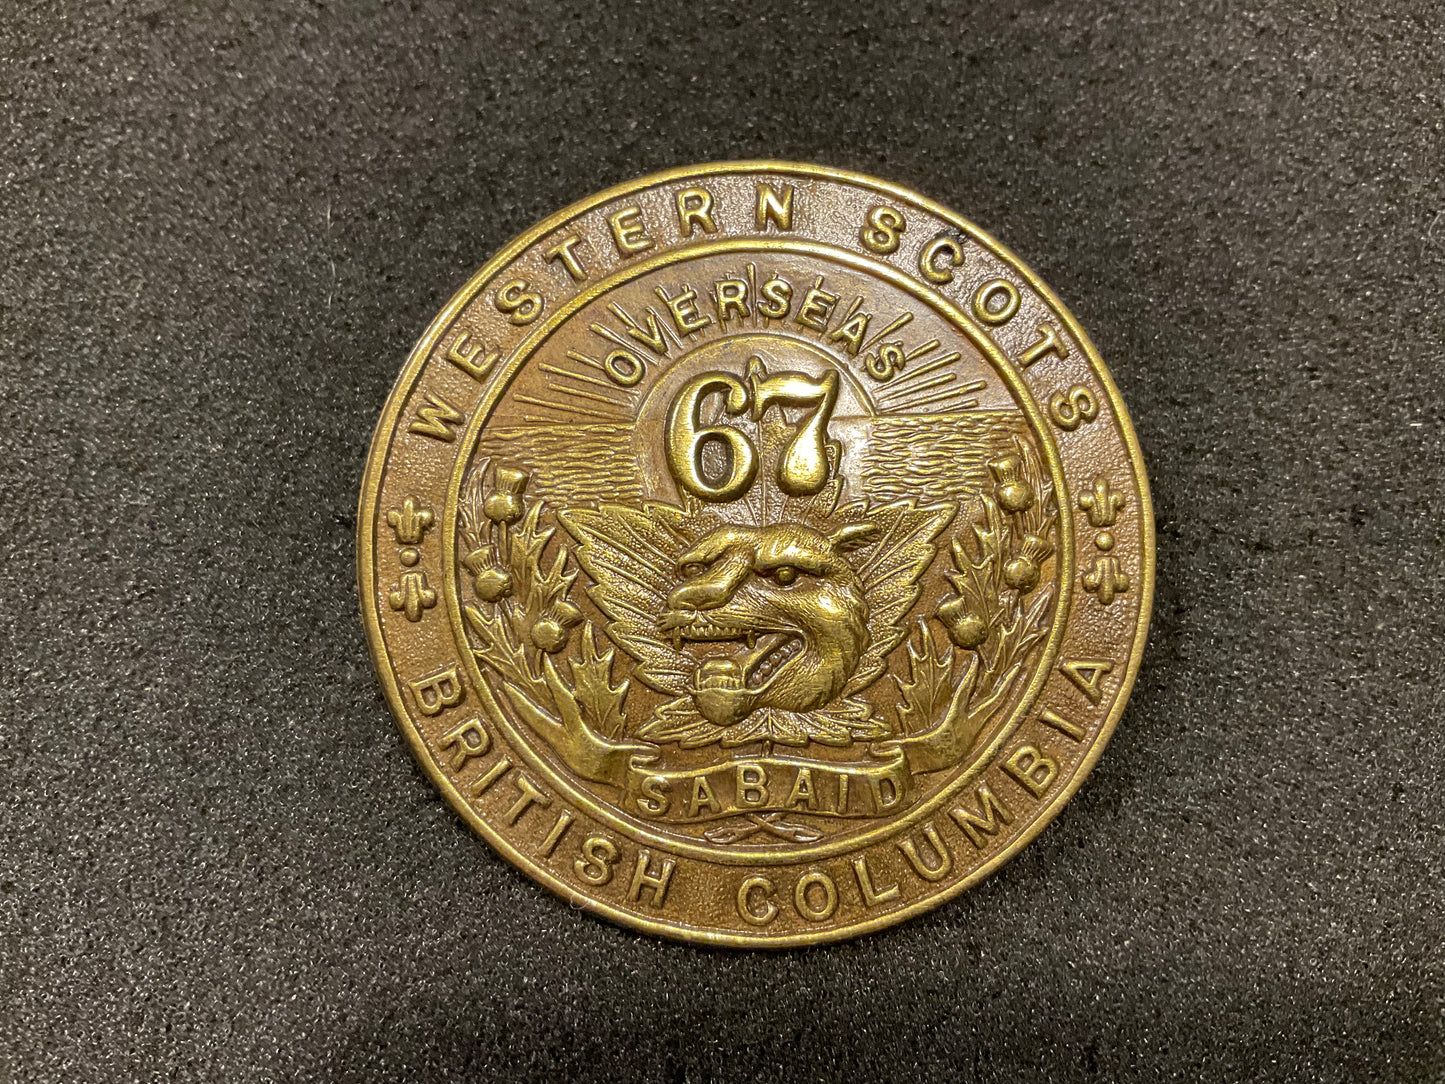 WESTERN SCOTS
OVERSEAS
67
SABAID
BRITISH COLUMBIA